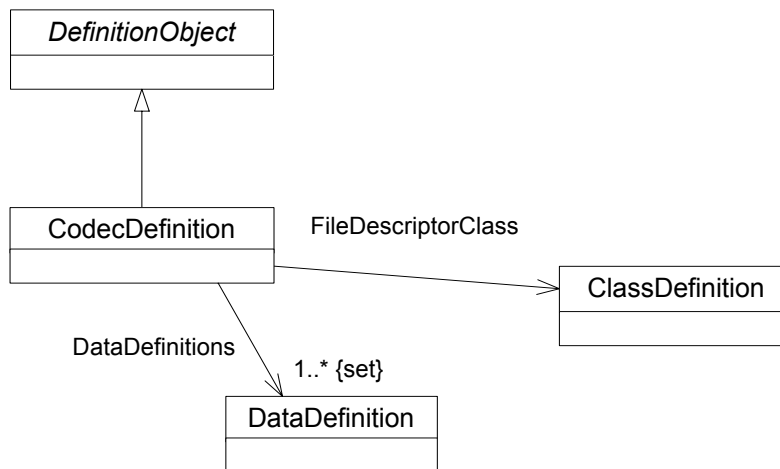 DefinitionObject
CodecDefinition
FileDescriptorClass
ClassDefinition
DataDefinitions
1..* {set}
DataDefinition